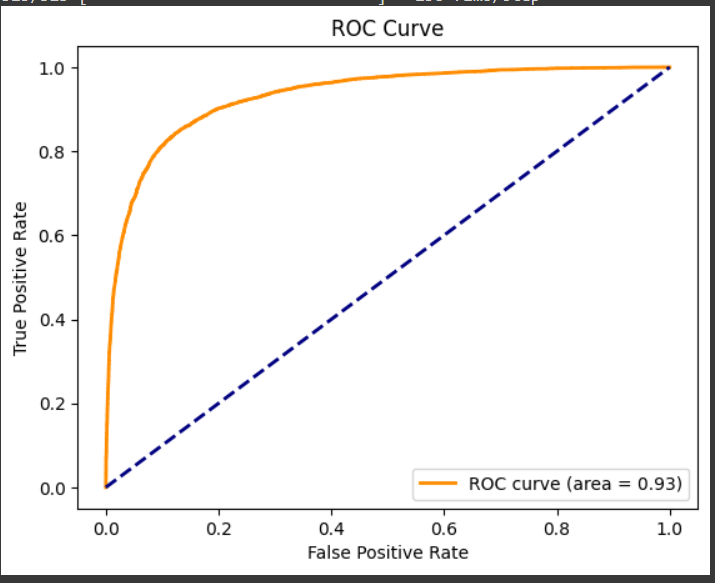 ROC Curve
1.0
0.8
0.6
0.4
0.2
0.0
True Positive Rate
ROC curve (area = 0.93)
0.0 0.2 0.4 0.6 0.8 1.0
False Positive Rate